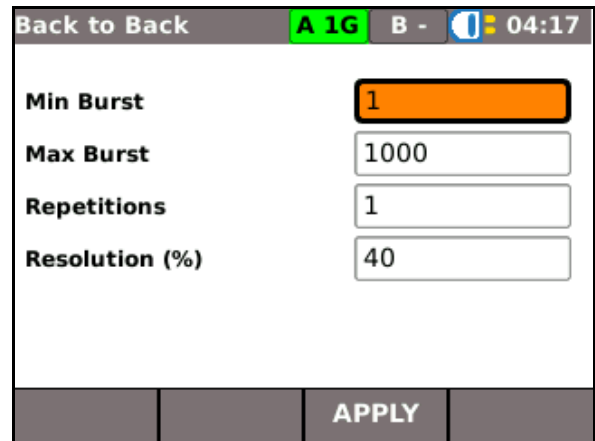 Back to Back A 1G B - 04:17
Min Burst 1
Max Burst 1000
Repetitions 1
Resolution (%) 40
APPLY